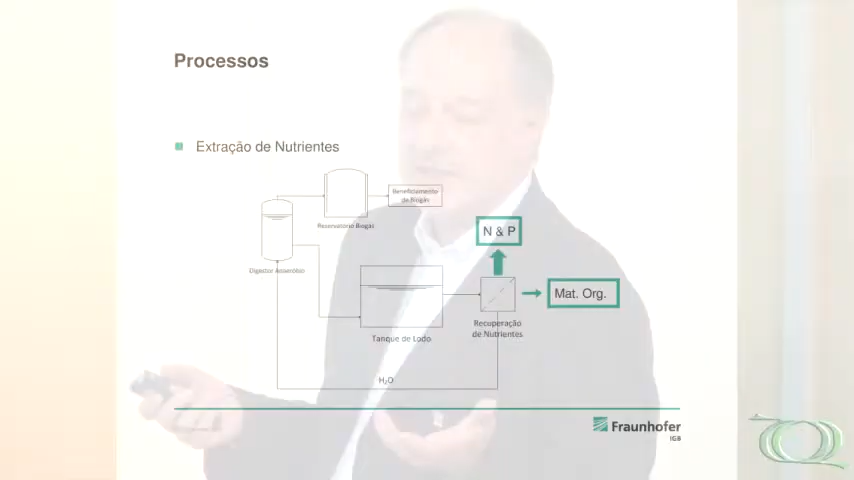 Processos
Extração de Nutrientes
Beneficiamento
de Biogás
Reservatório Biogás
N & P
Digestor Anaeróbio
Mat. Org.
Recuperação
de Nutrientes
Tanque de Lodo
H₂O
Fraunhofer
IGB